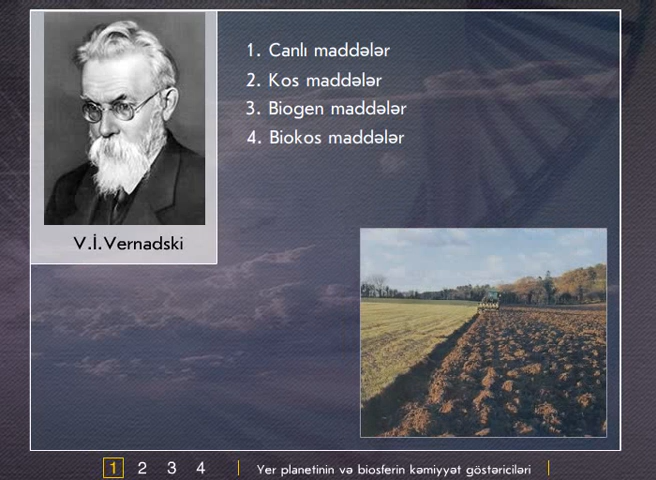 1. Canlı maddələr
2. Kos maddələr
3. Biogen maddələr
4. Biokos maddələr
V.İ.Vernadski
1 2 3 4 | Yer planetinin və biosferin kəmiyyət göstəriciləri |